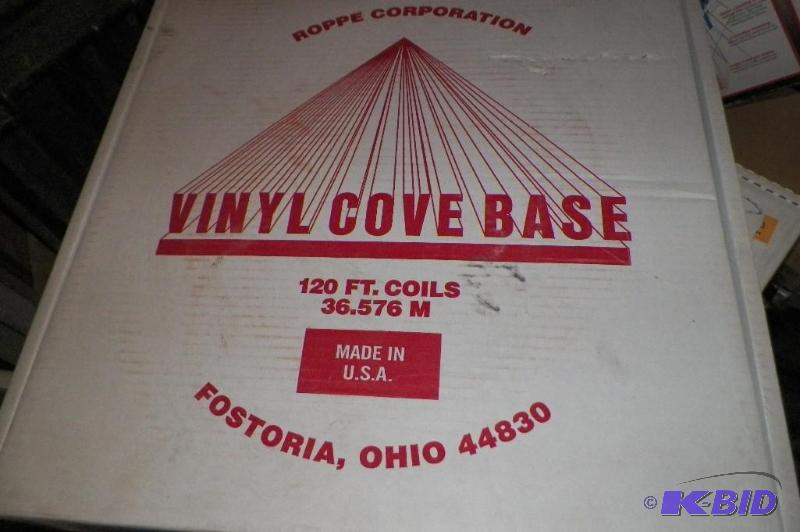 ROPPE CORPORATION
VINYL COVE BASE
120 FT. COILS
36.576 M
MADE IN
U.S.A.
FOSTORIA, OHIO 44830
© K-BID